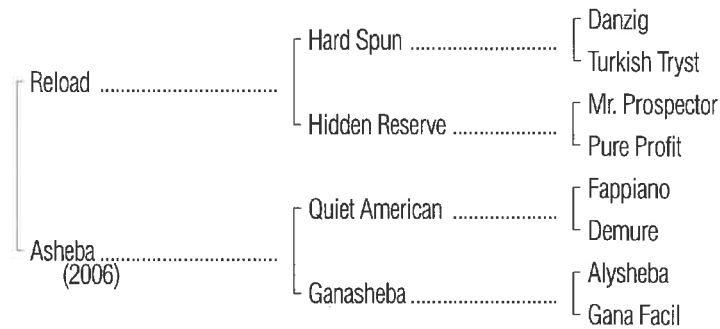 Danzig
Hard Spun ..............................
Turkish Tryst
Reload ....................................
Mr. Prospector
Hidden Reserve .....................
Pure Profit
Fappiano
Quiet American .....................
Demure
Asheba ....................................
(2006)
Alysheba
Ganasheba ..............................
Gana Facil